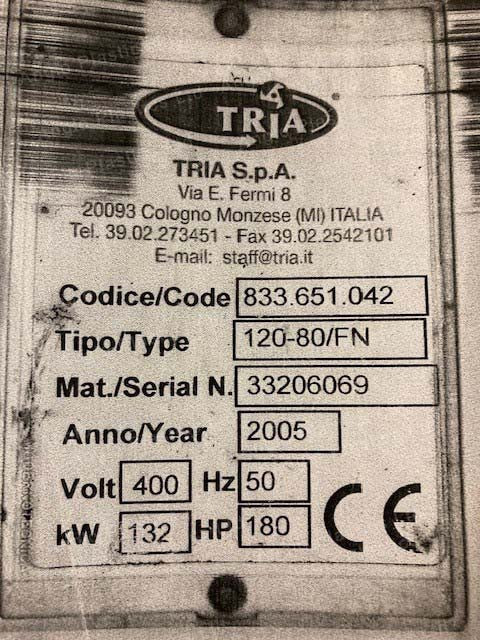 TRIA
®
TRIA S.p.A.
Via E. Fermi 8
20093 Cologno Monzese (MI) ITALIA
Tel. 39.02.273451 - Fax 39.02.2542101
E-mail: staff@tria.it
Codice/Code 833.651.042
Tipo/Type 120-80/FN
Mat./Serial N. 33206069
Anno/Year 2005
Volt 400 Hz 50
kW 132 HP 180
CE